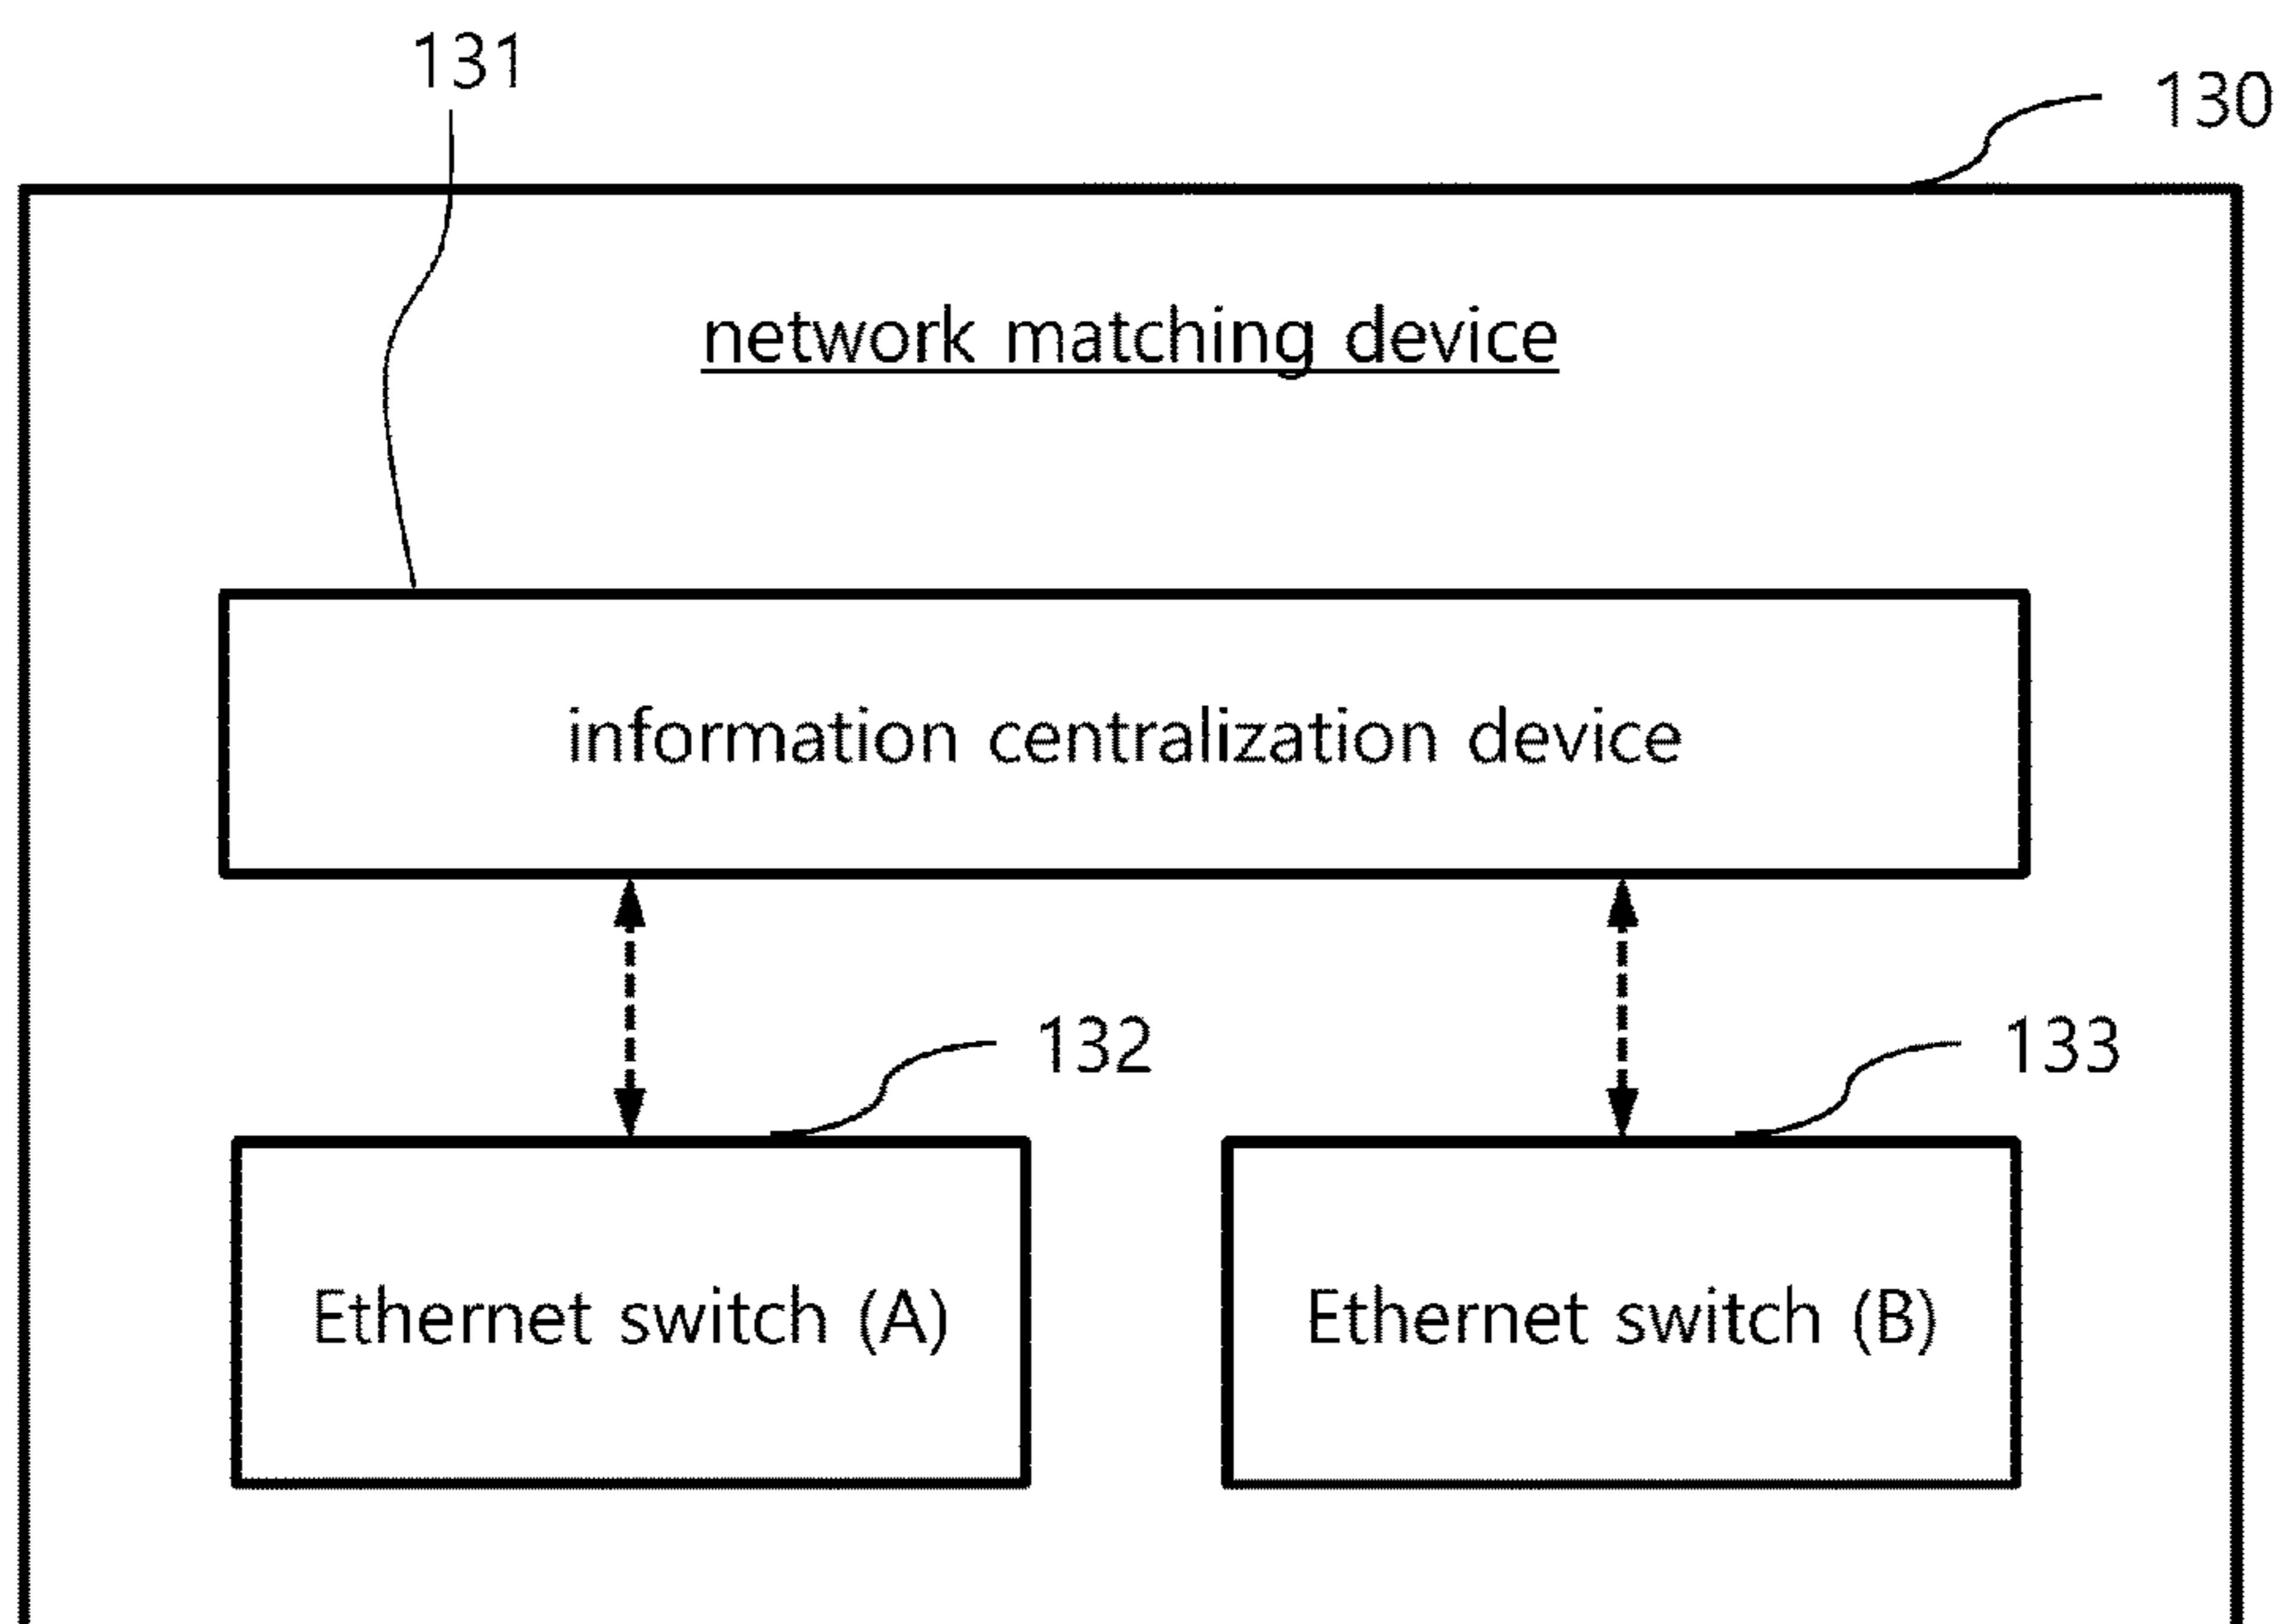 131
130
network matching device
information centralization device
132
133
Ethernet switch (A)
Ethernet switch (B)